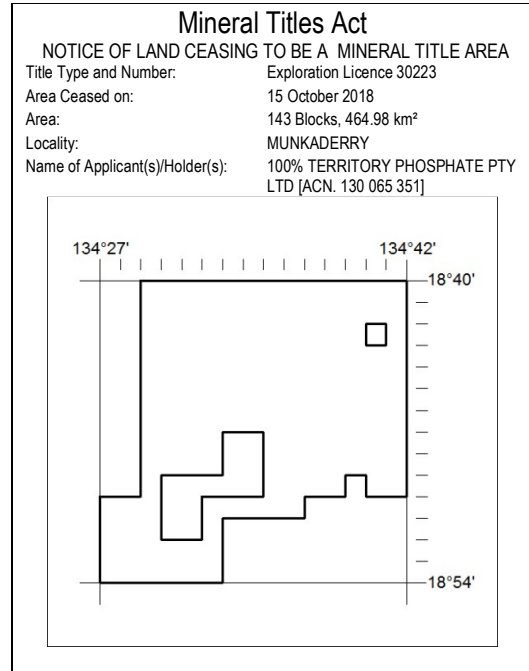 Mineral Titles Act
NOTICE OF LAND CEASING TO BE A MINERAL TITLE AREA
Title Type and Number: Exploration Licence 30223
Area Ceased on: 15 October 2018
Area: 143 Blocks, 464.98 km²
Locality: MUNKADERRY
Name of Applicant(s)/Holder(s): 100% TERRITORY PHOSPHATE PTY
LTD [ACN. 130 065 351]
134°27' 134°42'
18°40'
18°54'